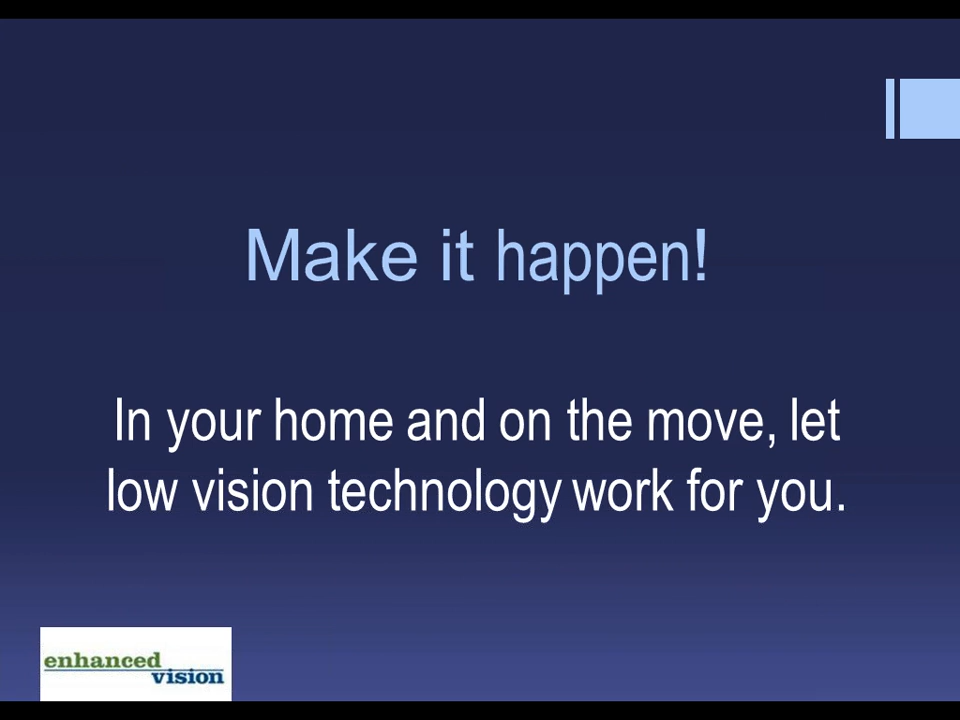 Make it happen!
In your home and on the move, let
low vision technology work for you.
enhanced
vision